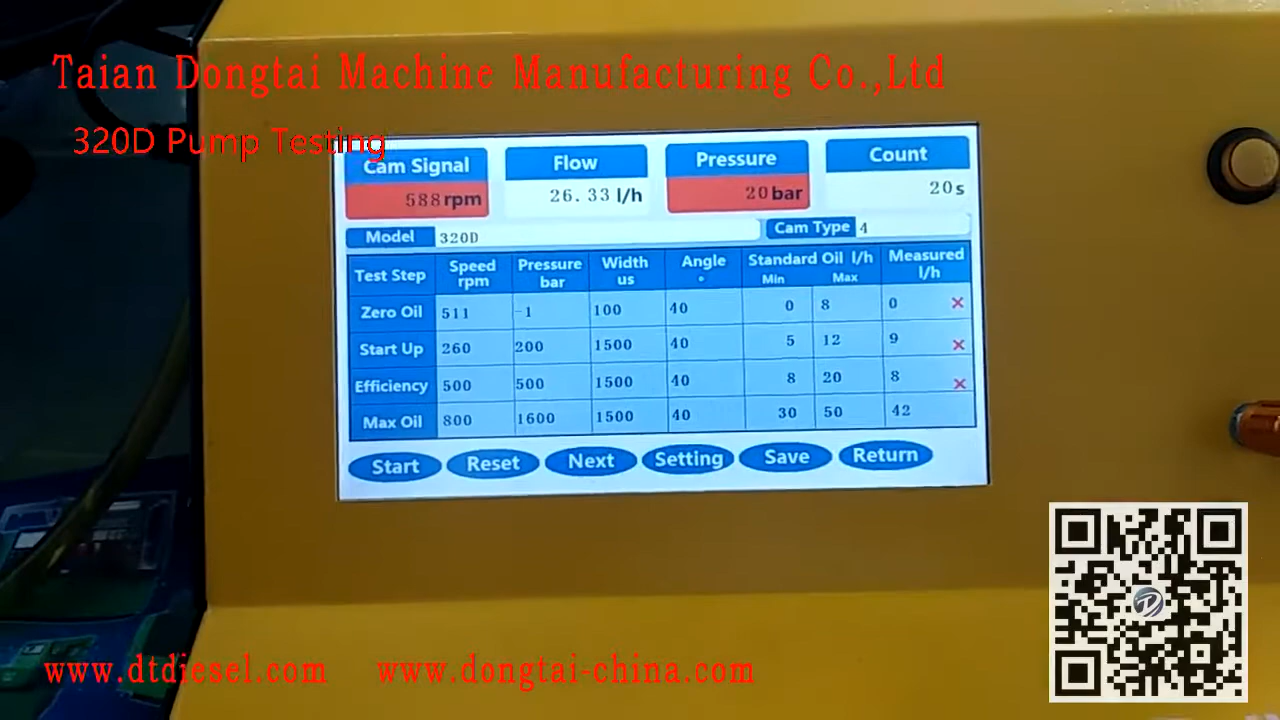 Taian Dongtai Machine Manufacturing Co.,Ltd
320D Pump Testing
Cam Signal Flow Pressure Count
588 rpm 26.33 l/h 20 bar 20 s
Model 320D Cam Type 4
Test Step Speed rpm Pressure bar Width us Angle ° Standard Oil l/h Min Max Measured l/h
Zero Oil 511 -1 100 40 0 8 0 ×
Start Up 260 200 1500 40 5 12 9 ×
Efficiency 500 500 1500 40 8 20 8 ×
Max Oil 800 1600 1500 40 30 50 42
Start Reset Next Setting Save Return
www.dtdiesel.com www.dongtai-china.com